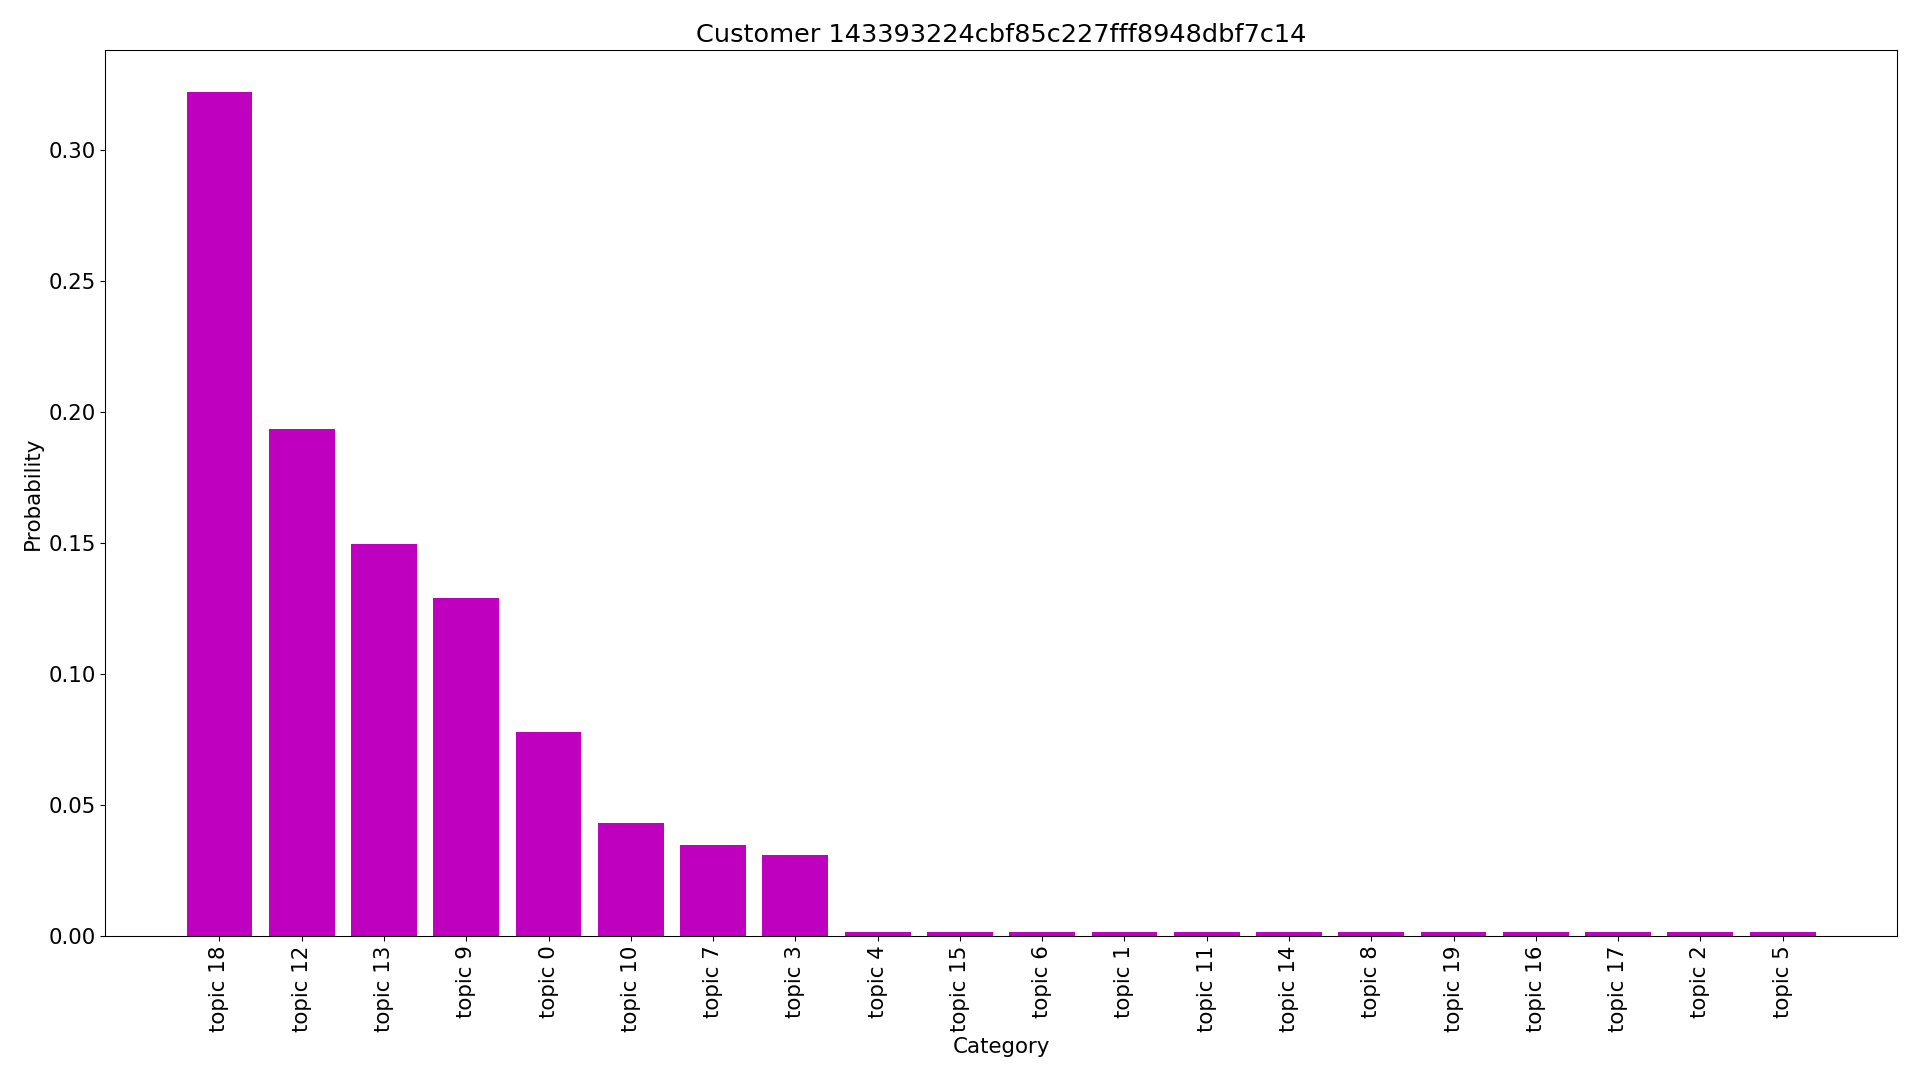 Customer 143393224cbf85c227fff8948dbf7c14
Probability
0.30
0.25
0.20
0.15
0.10
0.05
0.00
topic 18
topic 12
topic 13
topic 9
topic 0
topic 10
topic 7
topic 3
topic 4
topic 15
topic 6
topic 1
topic 11
topic 14
topic 8
topic 19
topic 16
topic 17
topic 2
topic 5
Category